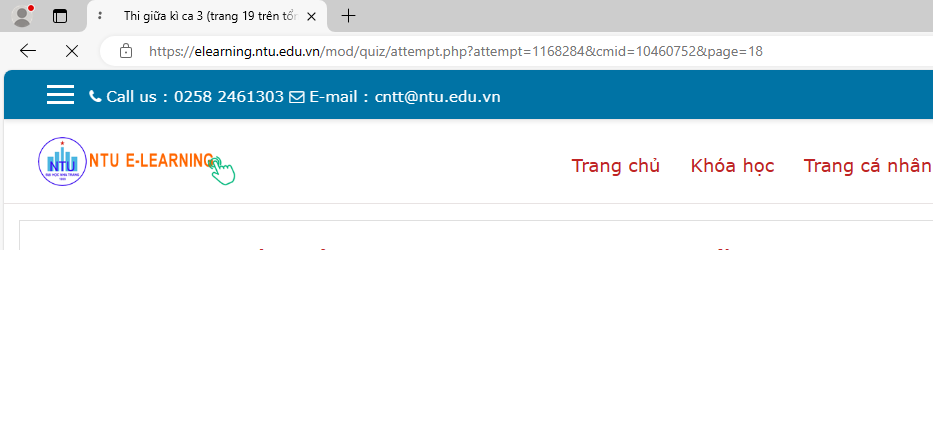 Thi giữa kì ca 3 (trang 19 trên tổn
https://elearning.ntu.edu.vn/mod/quiz/attempt.php?attempt=1168284&cmid=10460752&page=18
Call us : 0258 2461303 E-mail : cntt@ntu.edu.vn
NTU
NTU E-LEARNING
Trang chủ Khóa học Trang cá nhân